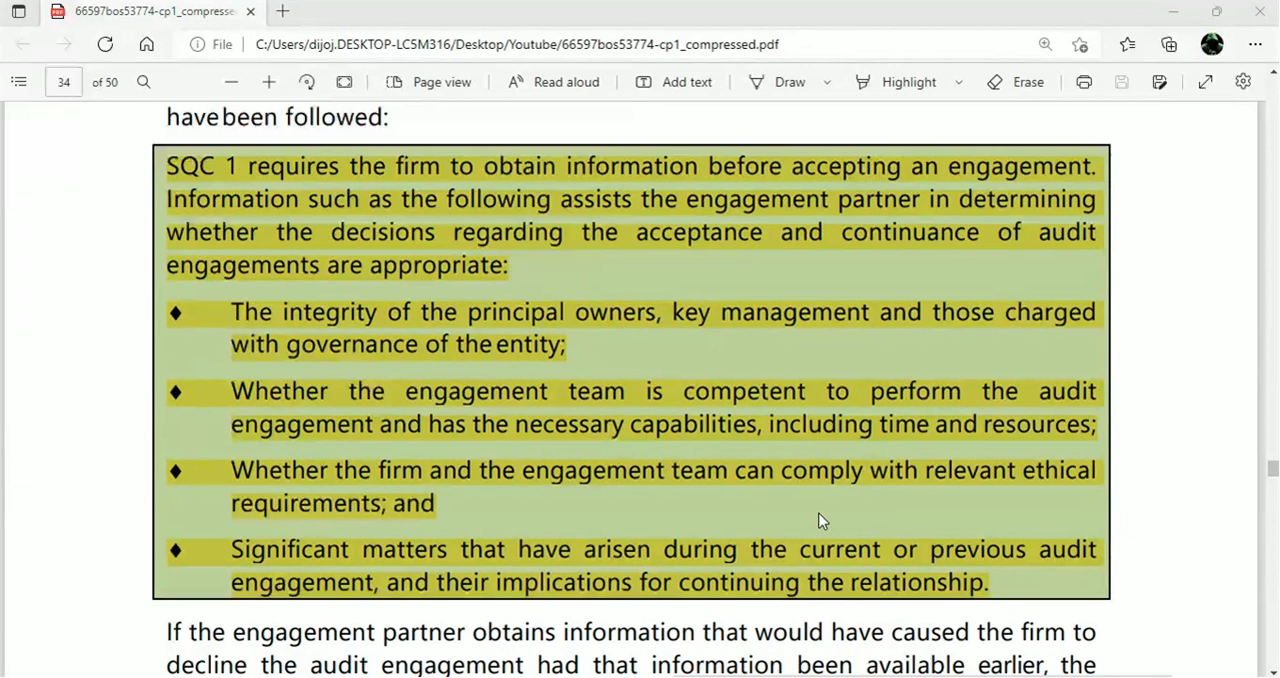 66597bos53774-cp1_compresse
File
C:/Users/dijoj.DESKTOP-LC5M316/Desktop/Youtube/66597bos53774-cp1_compressed.pdf
34 of 50
Page view
Read aloud
Add text
Draw
Highlight
Erase
have been followed:
SQC 1 requires the firm to obtain information before accepting an engagement.
Information such as the following assists the engagement partner in determining
whether the decisions regarding the acceptance and continuance of audit
engagements are appropriate:
♦ The integrity of the principal owners, key management and those charged
with governance of the entity;
♦ Whether the engagement team is competent to perform the audit
engagement and has the necessary capabilities, including time and resources;
♦ Whether the firm and the engagement team can comply with relevant ethical
requirements; and
♦ Significant matters that have arisen during the current or previous audit
engagement, and their implications for continuing the relationship.
If the engagement partner obtains information that would have caused the firm to
decline the audit engagement had that information been available earlier, the